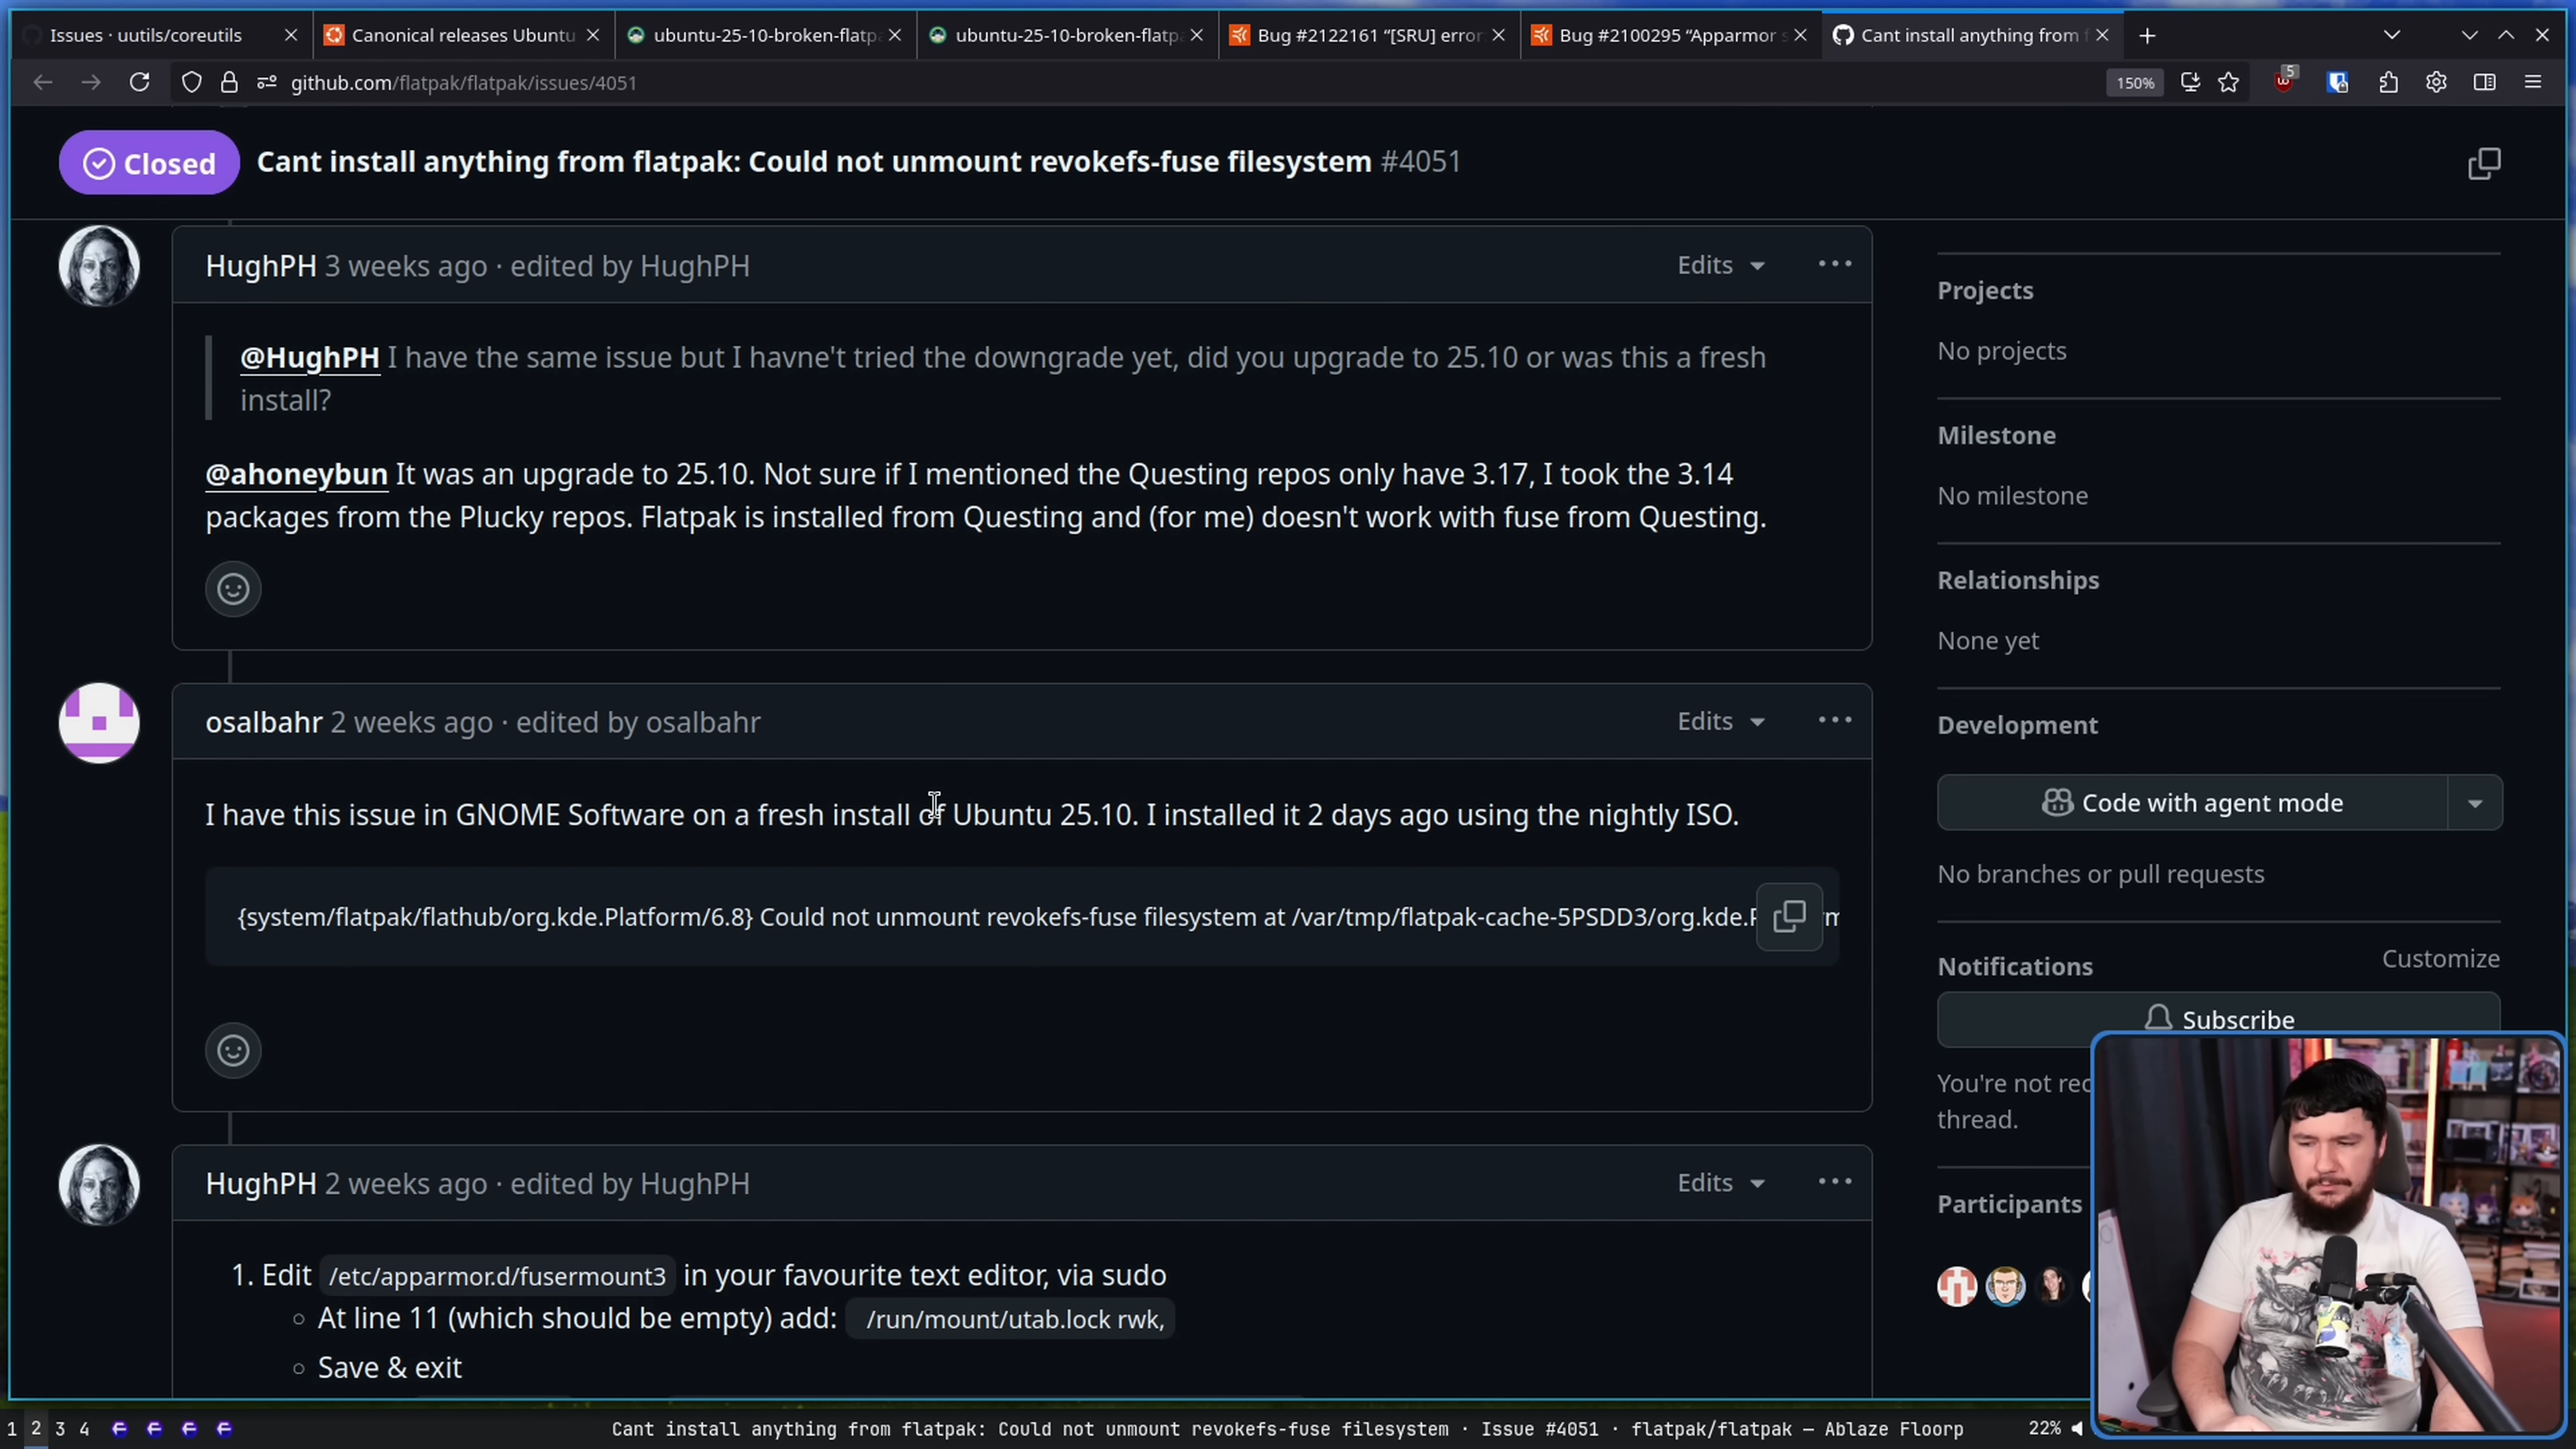 Issues · uutils/coreutils
Canonical releases Ubuntu
ubuntu-25-10-broken-flatp
ubuntu-25-10-broken-flatp
Bug #2122161 “[SRU] error
Bug #2100295 “Apparmor s
Cant install anything from f
github.com/flatpak/flatpak/issues/4051
150%
5
Closed
Cant install anything from flatpak: Could not unmount revokefs-fuse filesystem #4051
HughPH 3 weeks ago · edited by HughPH
Edits
@HughPH I have the same issue but I havne't tried the downgrade yet, did you upgrade to 25.10 or was this a fresh
install?
@ahoneybun It was an upgrade to 25.10. Not sure if I mentioned the Questing repos only have 3.17, I took the 3.14
packages from the Plucky repos. Flatpak is installed from Questing and (for me) doesn't work with fuse from Questing.
osalbahr 2 weeks ago · edited by osalbahr
Edits
I have this issue in GNOME Software on a fresh install of Ubuntu 25.10. I installed it 2 days ago using the nightly ISO.
{system/flatpak/flathub/org.kde.Platform/6.8} Could not unmount revokefs-fuse filesystem at /var/tmp/flatpak-cache-5PSDD3/org.kde.P
HughPH 2 weeks ago · edited by HughPH
Edits
1. Edit /etc/apparmor.d/fusermount3 in your favourite text editor, via sudo
At line 11 (which should be empty) add: /run/mount/utab.lock rwk,
Save & exit
Projects
No projects
Milestone
No milestone
Relationships
None yet
Development
Code with agent mode
No branches or pull requests
Notifications
Customize
Subscribe
You're not rec
thread.
Participants
1 2 3 4
Cant install anything from flatpak: Could not unmount revokefs-fuse filesystem · Issue #4051 · flatpak/flatpak — Ablaze Floorp
22%